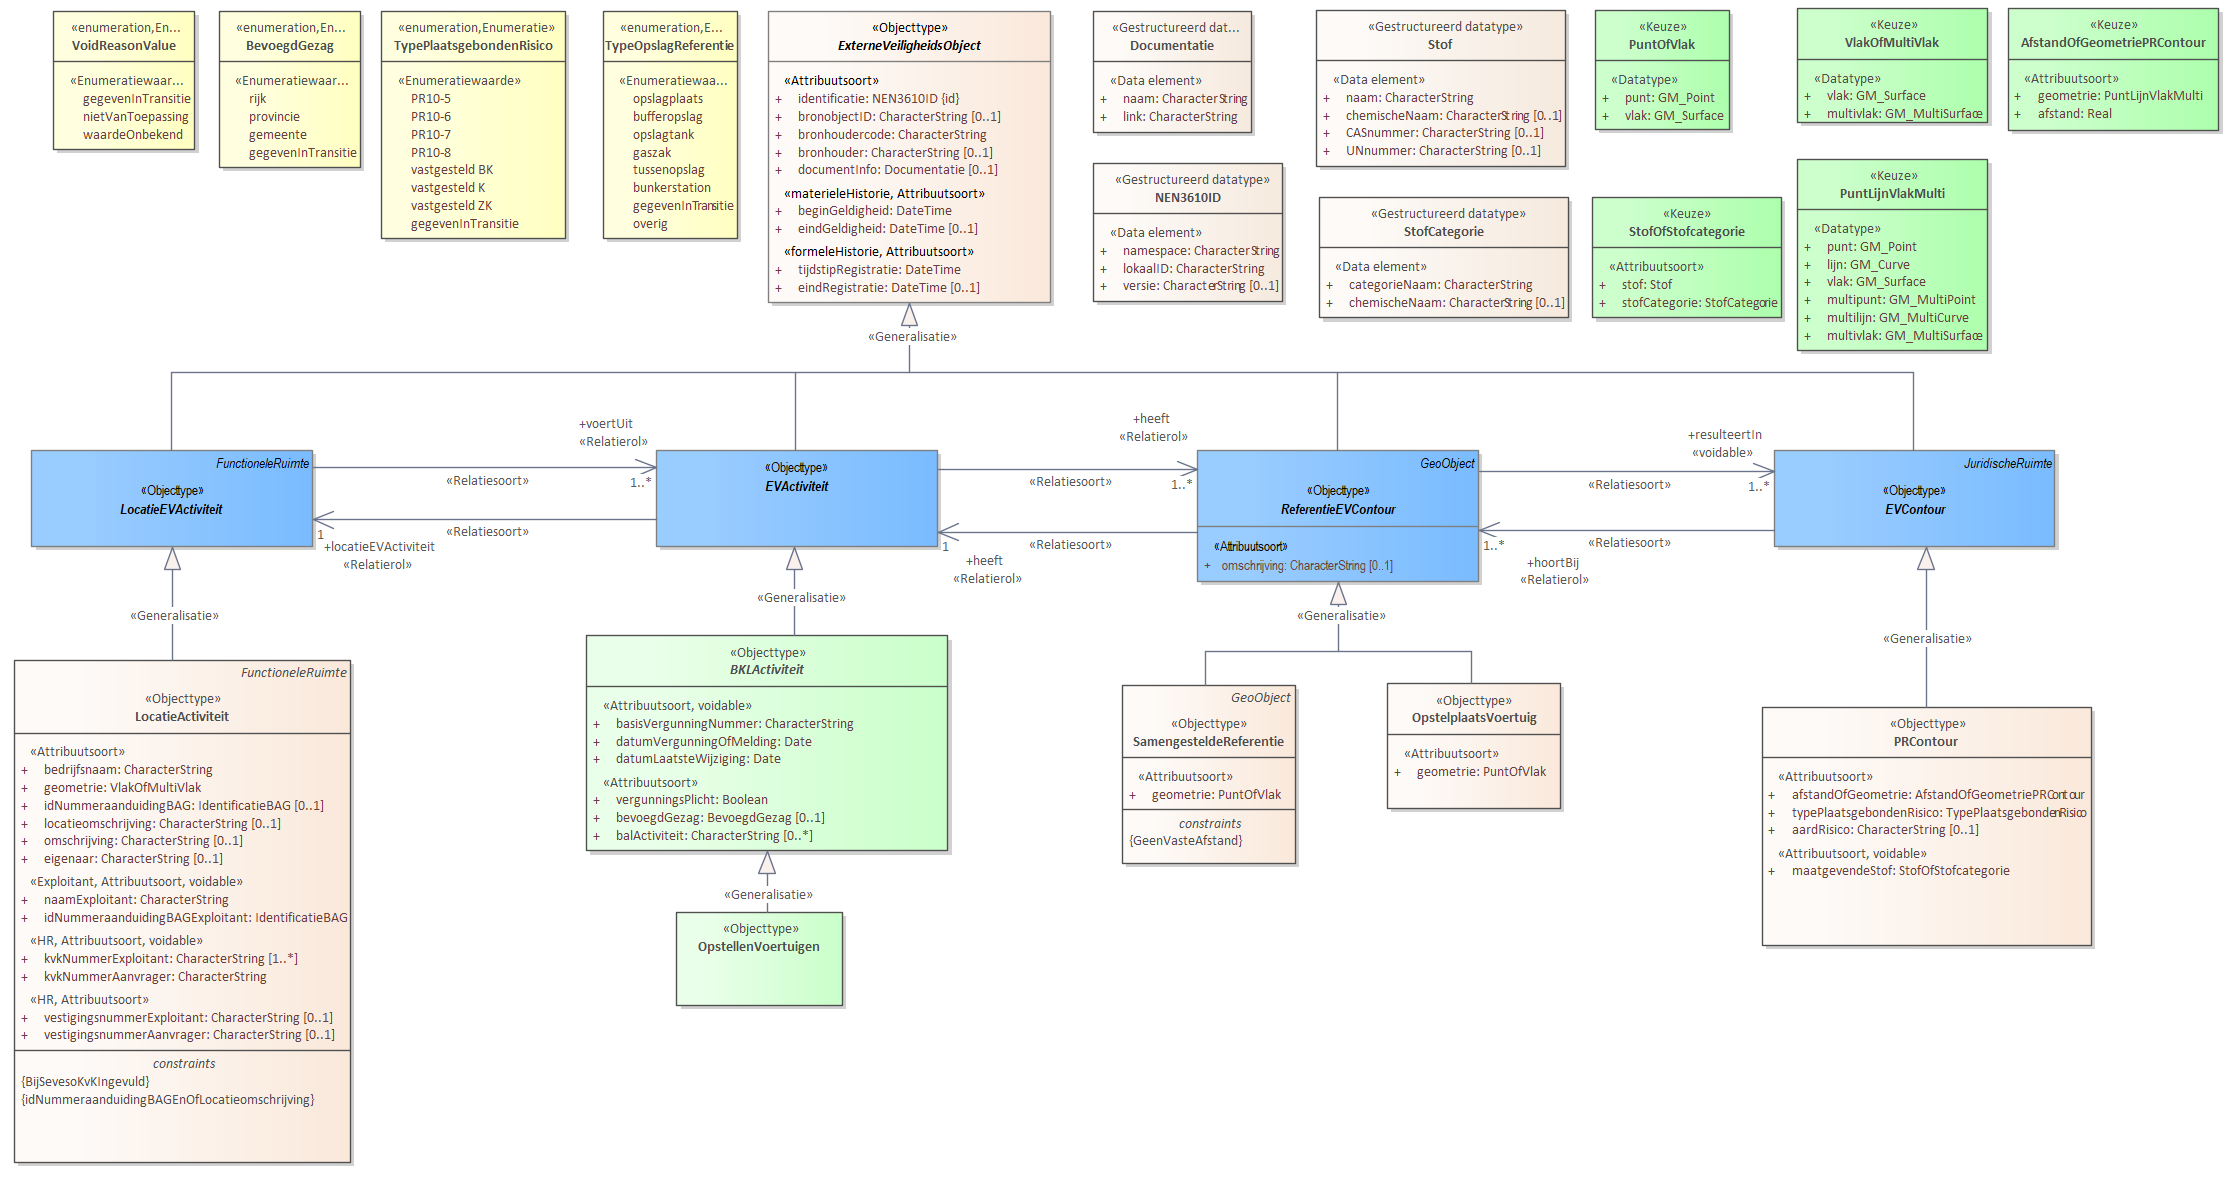 enumeration,En...
VoidReasonValue
«Enumeratiewaar...
gegevenInTransitie
nietVanToepassing
waardeOnbekend
enumeration,En...
BevoegdGezag
«Enumeratiewaar...
rijk
provincie
gemeente
gegevenInTransitie
enumeration,Enumeratie»
TypePlaatsgebondenRisico
«Enumeratiewaarde»
PR10-5
PR10-6
PR10-7
PR10-8
vastgesteld BK
vastgesteld K
vastgesteld ZK
gegevenInTransitie
enumeration,E...
TypeOpslagReferentie
«Enumeratiewaa...
opslagplaats
bufferopslag
opslagtank
gaszak
tussenopslag
bunkerstation
gegevenInTransitie
overig
«Objecttype»
ExterneVeiligheidsObject
«Attribuutsoort»
+ identificatie: NEN3610ID {id}
+ bronobjectID: CharacterString [0..1]
+ bronhoudercode: CharacterString
+ bronhouder: CharacterString [0..1]
+ documentInfo: Documentatie [0..1]
«materieleHistorie, Attribuutsoort»
+ beginGeldigheid: DateTime
+ eindGeldigheid: DateTime [0..1]
«formeleHistorie, Attribuutsoort»
+ tijdstipRegistratie: DateTime
+ eindRegistratie: DateTime [0..1]
«Gestructureerd dat...
Documentatie
«Data element»
+ naam: CharacterString
+ link: CharacterString
«Gestructureerd datatype»
NEN3610ID
«Data element»
+ namespace: CharacterString
+ lokaalID: CharacterString
+ versie: CharacterString [0..1]
«Gestructureerd datatype»
Stof
«Data element»
+ naam: CharacterString
+ chemischeNaam: CharacterString [0..1]
+ CASnummer: CharacterString [0..1]
+ UNnummer: CharacterString [0..1]
«Gestructureerd datatype»
StofCategorie
«Data element»
+ categorieNaam: CharacterString
+ chemischeNaam: CharacterString [0..1]
«Keuze»
PuntOfVlak
«Datatype»
+ punt: GM_Point
+ vlak: GM_Surface
«Keuze»
StofOfStofcategorie
«Attribuutsoort»
+ stof: Stof
+ stofCategorie: StofCategorie
«Keuze»
VlakOfMultiVlak
«Datatype»
+ vlak: GM_Surface
+ multivlak: GM_MultiSurface
«Keuze»
PuntLijnVlakMulti
«Datatype»
+ punt: GM_Point
+ lijn: GM_Curve
+ vlak: GM_Surface
+ multipunt: GM_MultiPoint
+ multilijn: GM_MultiCurve
+ multivlak: GM_MultiSurface
«Keuze»
AfstandOfGeometriePRContour
«Attribuutsoort»
+ geometrie: PuntLijnVlakMulti
+ afstand: Real
«Generalisatie»
FunctioneleRuimte
«Objecttype»
LocatieEVActiviteit
+voertUit
«Relatierol»
«Relatiesoort»
1..*
«Relatiesoort»
1
+locatieEVActiviteit
«Relatierol»
«Objecttype»
EVActiviteit
+heeft
«Relatierol»
«Relatiesoort»
1..*
«Relatiesoort»
1
+heeft
«Relatierol»
GeoObject
«Objecttype»
ReferentieEVContour
«Attribuutsoort»
+ omschrijving: CharacterString [0..1]
+resulteertIn
«voidable»
«Relatiesoort»
1..*
«Relatiesoort»
1..*
+hoortBij
«Relatierol»
JuridischeRuimte
«Objecttype»
EVContour
«Generalisatie»
«Generalisatie»
«Generalisatie»
«Generalisatie»
FunctioneleRuimte
«Objecttype»
LocatieActiviteit
«Attribuutsoort»
+ bedrijfsnaam: CharacterString
+ geometrie: VlakOfMultiVlak
+ idNummeraanduidingBAG: IdentificatieBAG [0..1]
+ locatieomschrijving: CharacterString [0..1]
+ omschrijving: CharacterString [0..1]
+ eigenaar: CharacterString [0..1]
«Exploitant, Attribuutsoort, voidable»
+ naamExploitant: CharacterString
+ idNummeraanduidingBAGExploitant: IdentificatieBAG
«HR, Attribuutsoort, voidable»
+ kvkNummerExploitant: CharacterString [1..*]
+ kvkNummerAanvrager: CharacterString
«HR, Attribuutsoort»
+ vestigingsnummerExploitant: CharacterString [0..1]
+ vestigingsnummerAanvrager: CharacterString [0..1]
constraints
{BijSevesoKvKIngevuld}
{idNummeraanduidingBAGEnOfLocatieomschrijving}
«Objecttype»
BKLActiviteit
«Attribuutsoort, voidable»
+ basisVergunningNummer: CharacterString
+ datumVergunningOfMelding: Date
+ datumLaatsteWijziging: Date
«Attribuutsoort»
+ vergunningsPlicht: Boolean
+ bevoegdGezag: BevoegdGezag [0..1]
+ balActiviteit: CharacterString [0..*]
«Generalisatie»
«Objecttype»
OpstellenVoertuigen
GeoObject
«Objecttype»
SamengesteldeReferentie
«Attribuutsoort»
+ geometrie: PuntOfVlak
constraints
{GeenVasteAfstand}
«Objecttype»
OpstelplaatsVoertuig
«Attribuutsoort»
+ geometrie: PuntOfVlak
«Objecttype»
PRContour
«Attribuutsoort»
+ afstandOfGeometrie: AfstandOfGeometriePRContour
+ typePlaatsgebondenRisico: TypePlaatsgebondenRisico
+ aardRisico: CharacterString [0..1]
«Attribuutsoort, voidable»
+ maatgevendeStof: StofOfStofcategorie